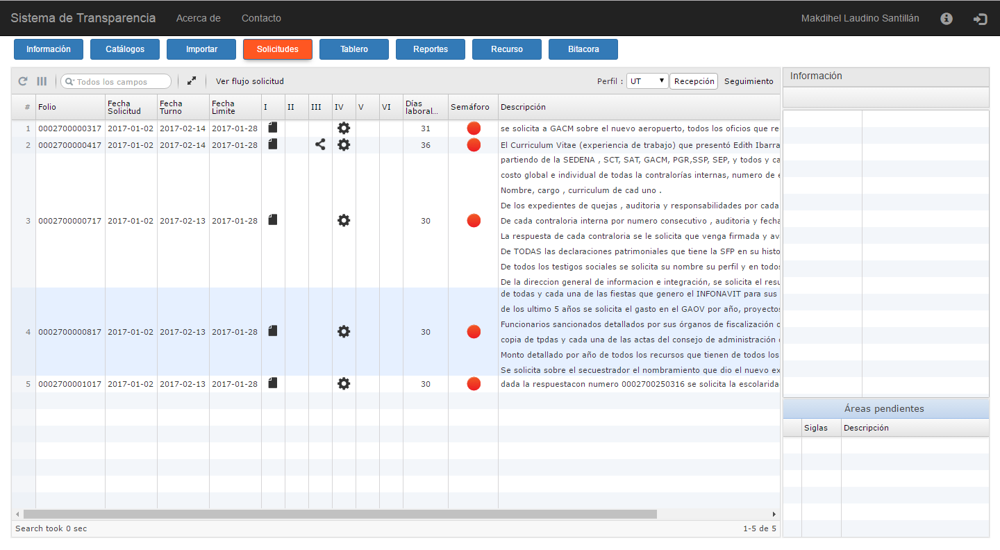 Sistema de Transparencia Acerca de Contacto Makdihel Laudino Santillán
Información Catálogos Importar Solicitudes Tablero Reportes Recurso Bitacora
Todos los campos Ver flujo solicitud Perfil : UT Recepción Seguimiento
# Folio Fecha Solicitud Fecha Turno Fecha Limite I II III IV V VI Días laboral... Semáforo Descripción
1 0002700000317 2017-01-02 2017-02-14 2017-01-28 31 se solicita a GACM sobre el nuevo aeropuerto, todos los oficios que re
2 0002700000417 2017-01-02 2017-02-14 2017-01-28 36 El Curriculum Vitae (experiencia de trabajo) que presentó Edith Ibarra
partiendo de la SEDENA , SCT, SAT, GACM, PGR,SSP, SEP, y todos y ca
costo global e individual de todas la contralorías internas, numero de e
Nombre, cargo , curriculum de cad uno .
De los expedientes de quejas , auditoria y responsabilidades por cada
3 0002700000717 2017-01-02 2017-02-13 2017-01-28 30 De cada contraloria interna por numero consecutivo , auditoria y fecha
La respuesta de cada contraloria se le solicita que venga firmada y av
De TODAS las declaraciones patrimoniales que tiene la SFP en su histo
De todos los testigos sociales se solicita su nombre su perfil y en todos
De la direccion general de informacion e integración, se solicita el resu
de todas y cada una de las fiestas que genero el INFONAVIT para sus
de los ultimo 5 años se solicita el gasto en el GAOV por año, proyectos
Funcionarios sancionados detallados por sus órganos de fiscalización o
4 0002700000817 2017-01-02 2017-02-13 2017-01-28 30
copia de tpdas y cada una de las actas del consejo de administración
Monto detallado por año de todos los recursos que tienen de todos los
Se solicita sobre el secuestrador el nombramiento que dio el nuevo ex
5 0002700001017 2017-01-02 2017-02-13 2017-01-28 30 dada la respuestacon numero 0002700250316 se solicita la escolarida
Search took 0 sec 1-5 de 5
Información
Áreas pendientes
Siglas Descripción